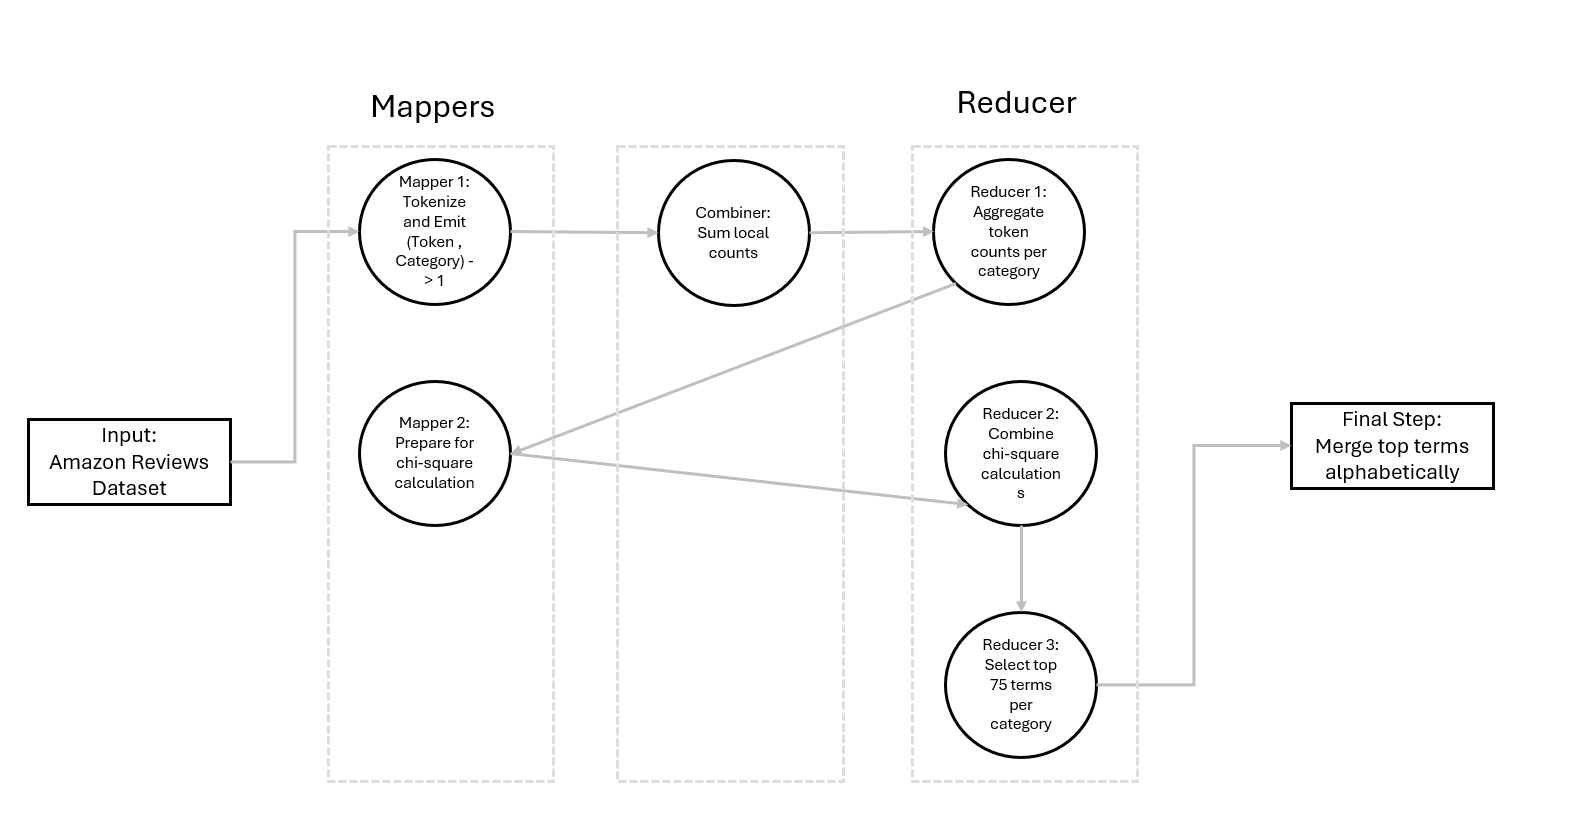 Mappers
Reducer
Mapper 1:
Tokenize
and Emit
(Token ,
Category) -
> 1
Combiner:
Sum local
counts
Reducer 1:
Aggregate
token
counts per
category
Input:
Amazon Reviews
Dataset
Mapper 2:
Prepare for
chi-square
calculation
Reducer 2:
Combine
chi-square
calculation
s
Final Step:
Merge top terms
alphabetically
Reducer 3:
Select top
75 terms
per
category